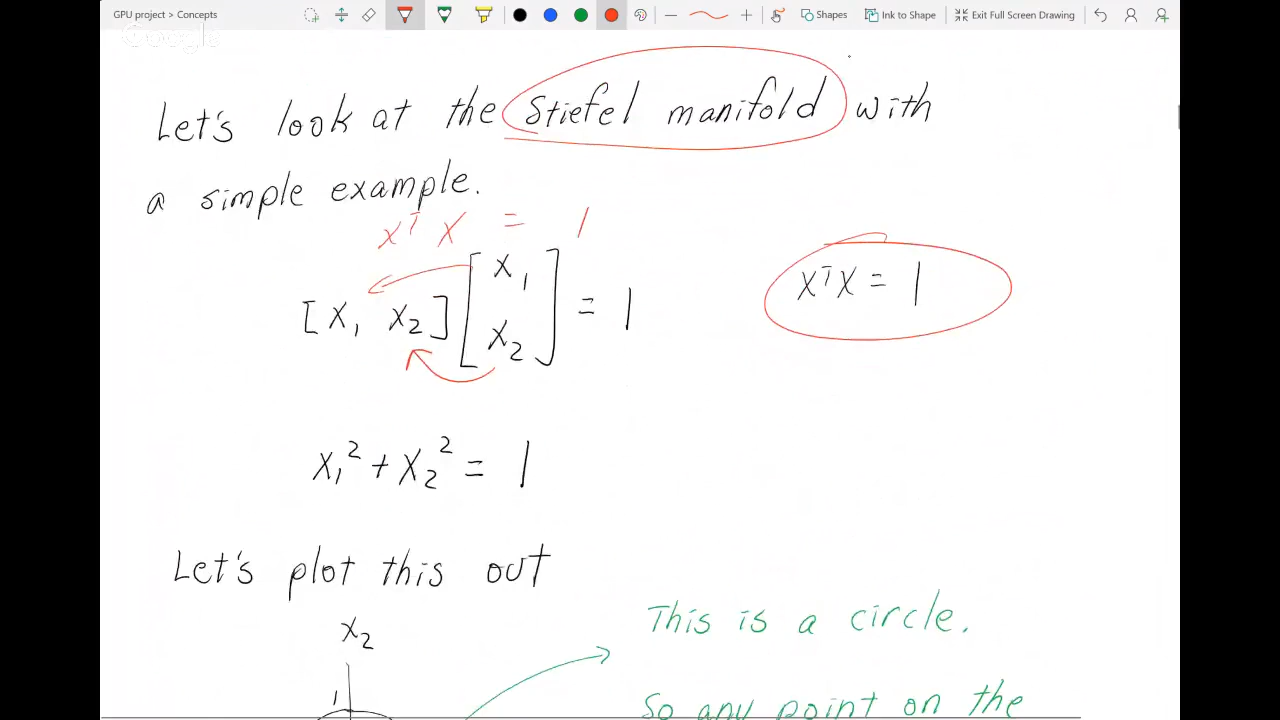 GPU project > Concepts
Shapes
Ink to Shape
Exit Full Screen Drawing
Let's look at the Stiefel manifold with
a simple example.
xᵀ x = 1
[x₁ x₂] [x₁ x₂] = 1
xᵀx = 1
x₁² + x₂² = 1
Let's plot this out
This is a circle.
x₂
1
So any point on the